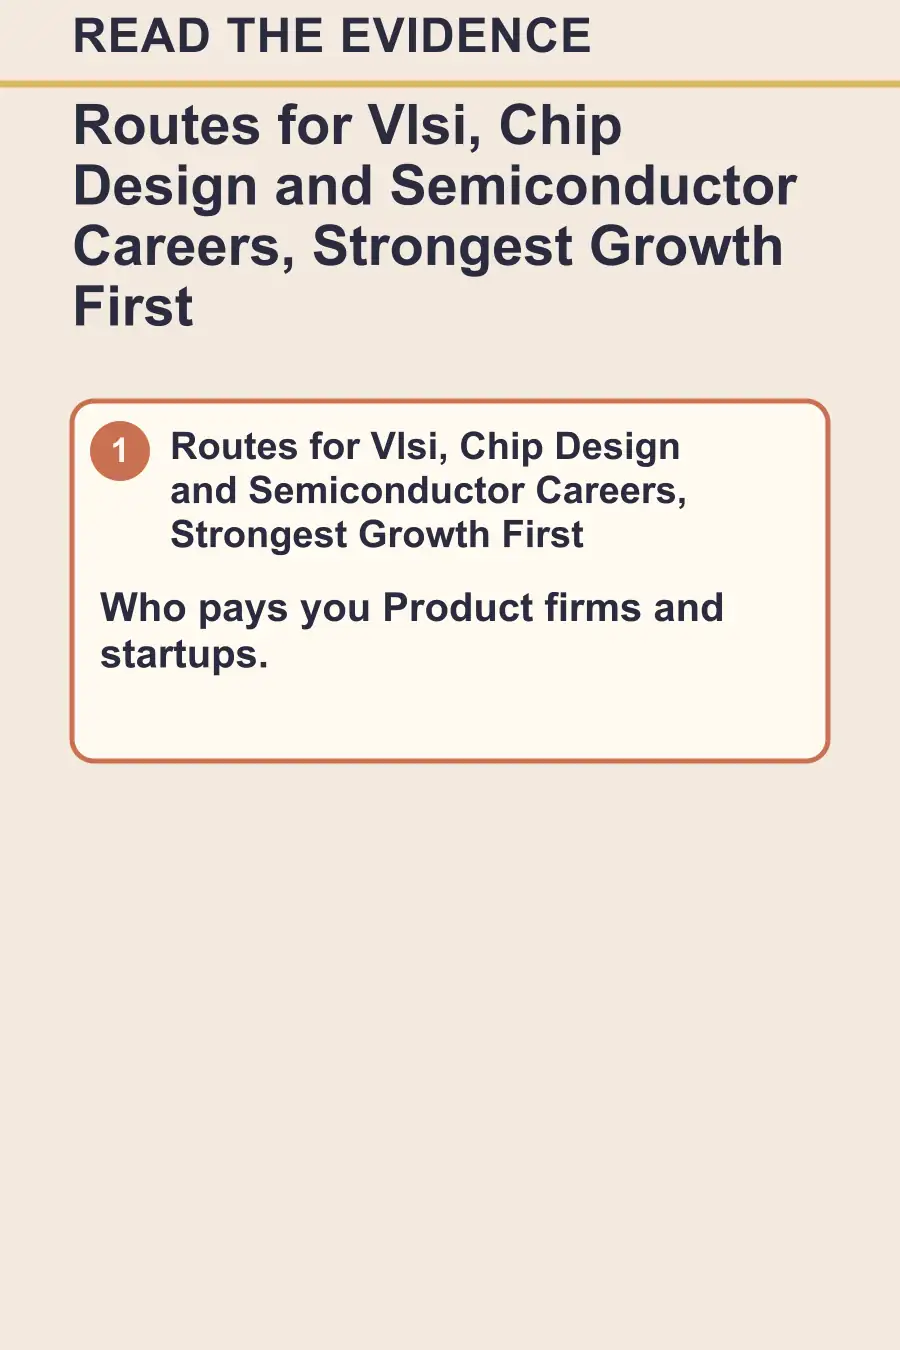 READ THE EVIDENCE
Routes for Vlsi, Chip
Design and Semiconductor
Careers, Strongest Growth
First
1
Routes for Vlsi, Chip Design
and Semiconductor Careers,
Strongest Growth First
Who pays you Product firms and
startups.